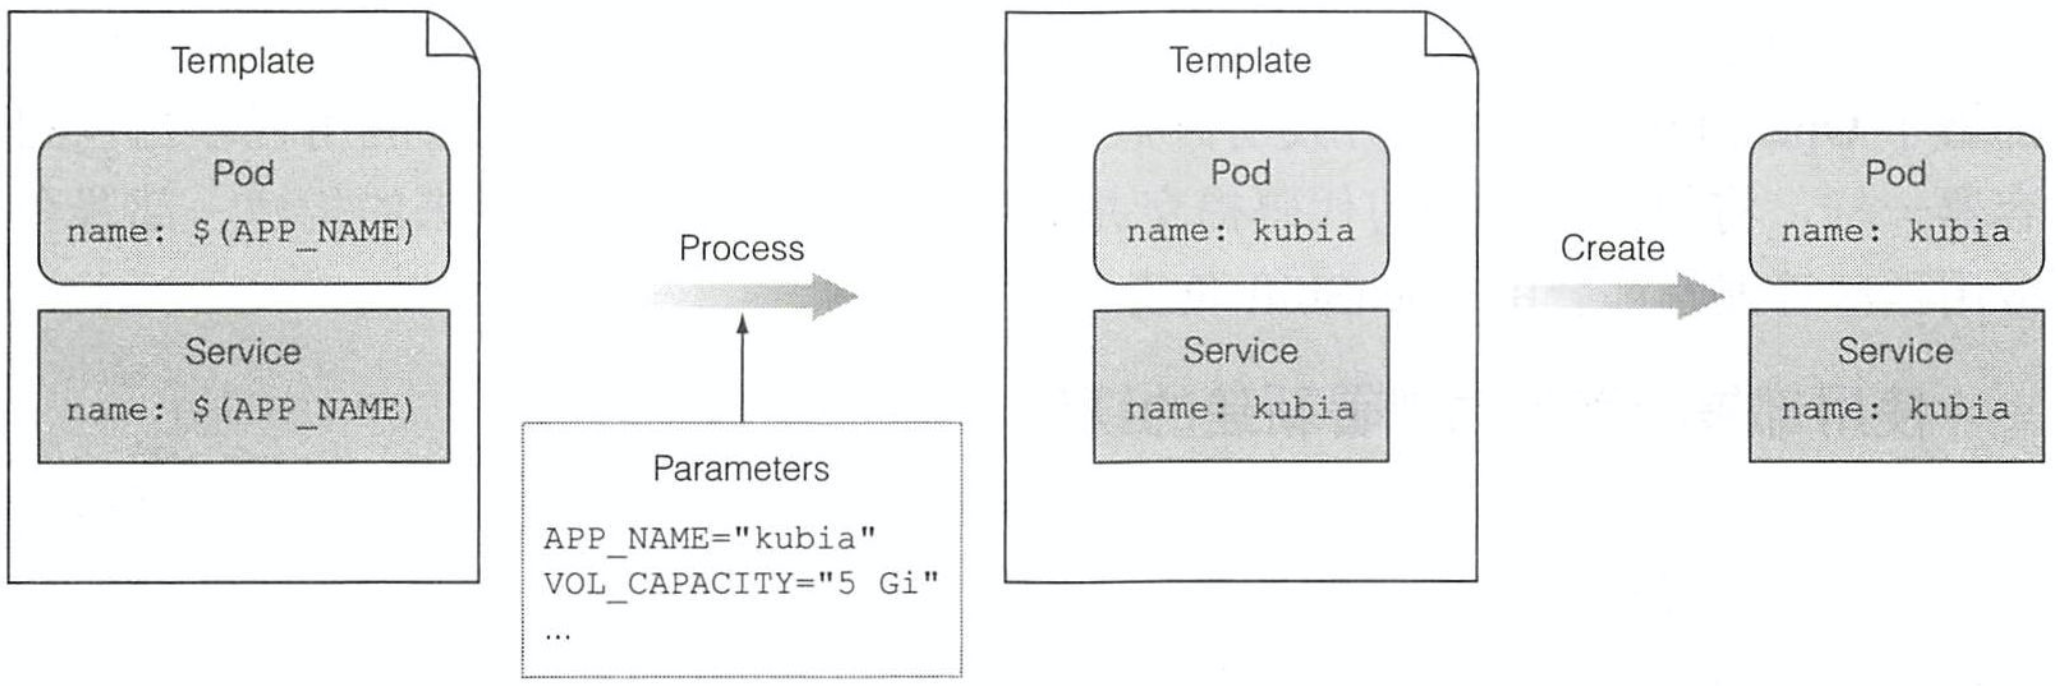 Template
Pod
name: $(APP_NAME)
Service
name: $(APP_NAME)
Process
Parameters
APP_NAME="kubia"
VOL_CAPACITY="5 Gi"
...
Template
Pod
name: kubia
Service
name: kubia
Create
Pod
name: kubia
Service
name: kubia